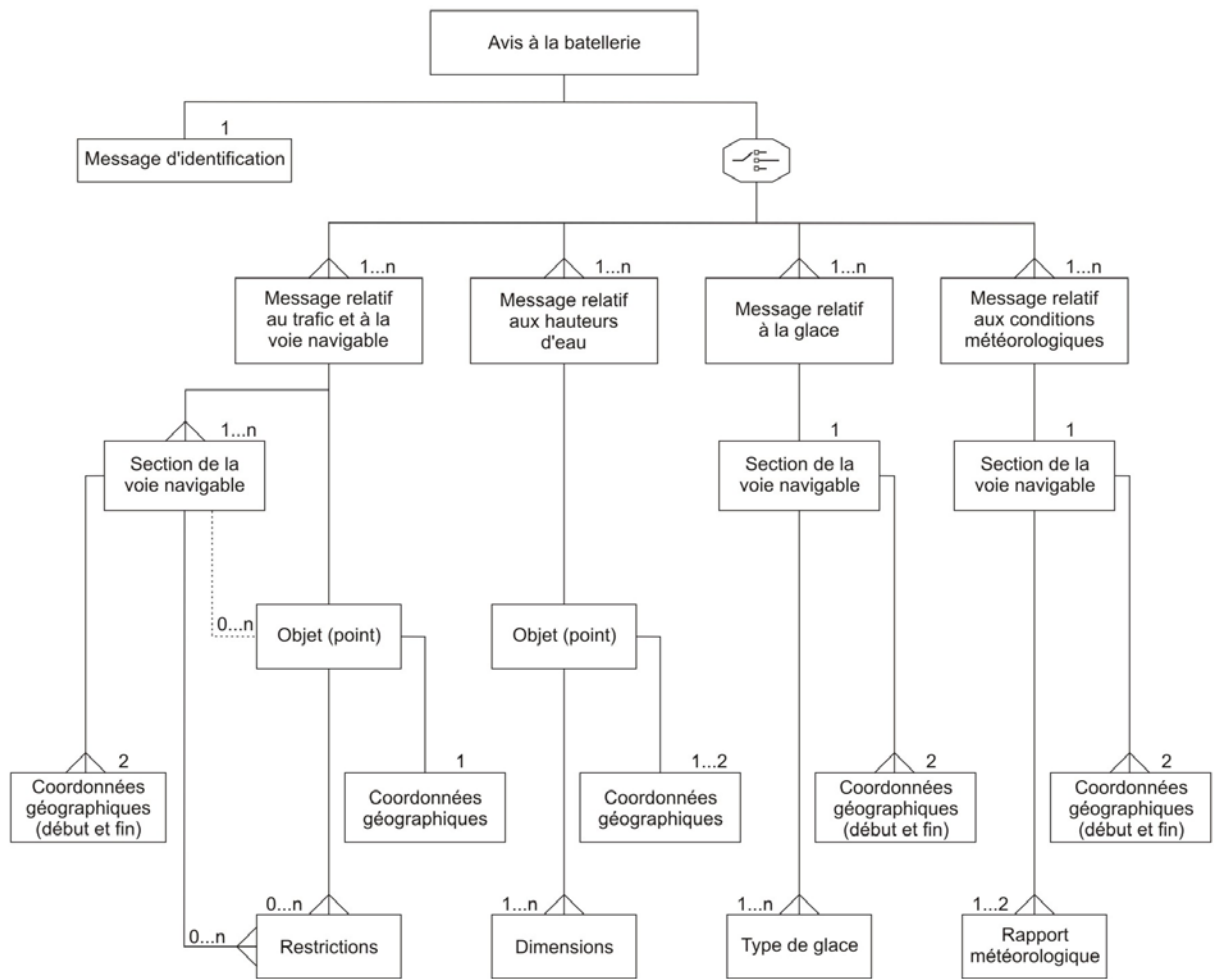 Avis à la batellerie
1
Message d'identification
1...n
1...n
1...n
1...n
Message relatif
au trafic et à la
voie navigable
Message relatif
aux hauteurs
d'eau
Message relatif
à la glace
Message relatif
aux conditions
météorologiques
1...n
1
1
Section de la
voie navigable
Section de la
voie navigable
Section de la
voie navigable
0...n
Objet (point)
Objet (point)
2
1
1...2
2
2
Coordonnées
géographiques
(début et fin)
Coordonnées
géographiques
Coordonnées
géographiques
Coordonnées
géographiques
(début et fin)
Coordonnées
géographiques
(début et fin)
0...n
1...n
1...n
1...2
0...n
Restrictions
Dimensions
Type de glace
Rapport
météorologique